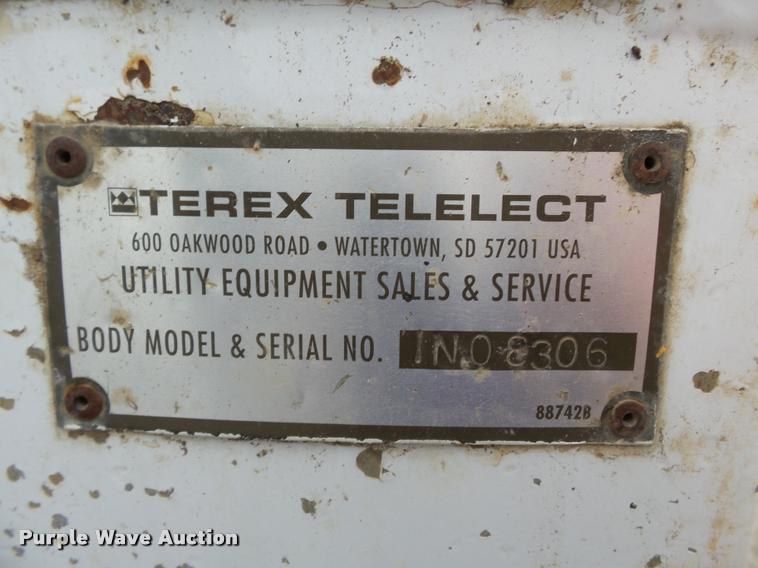 TEREX TELELECT
600 OAKWOOD ROAD • WATERTOWN, SD 57201 USA
UTILITY EQUIPMENT SALES & SERVICE
BODY MODEL & SERIAL NO. 1N08306
88742B
Purple Wave Auction